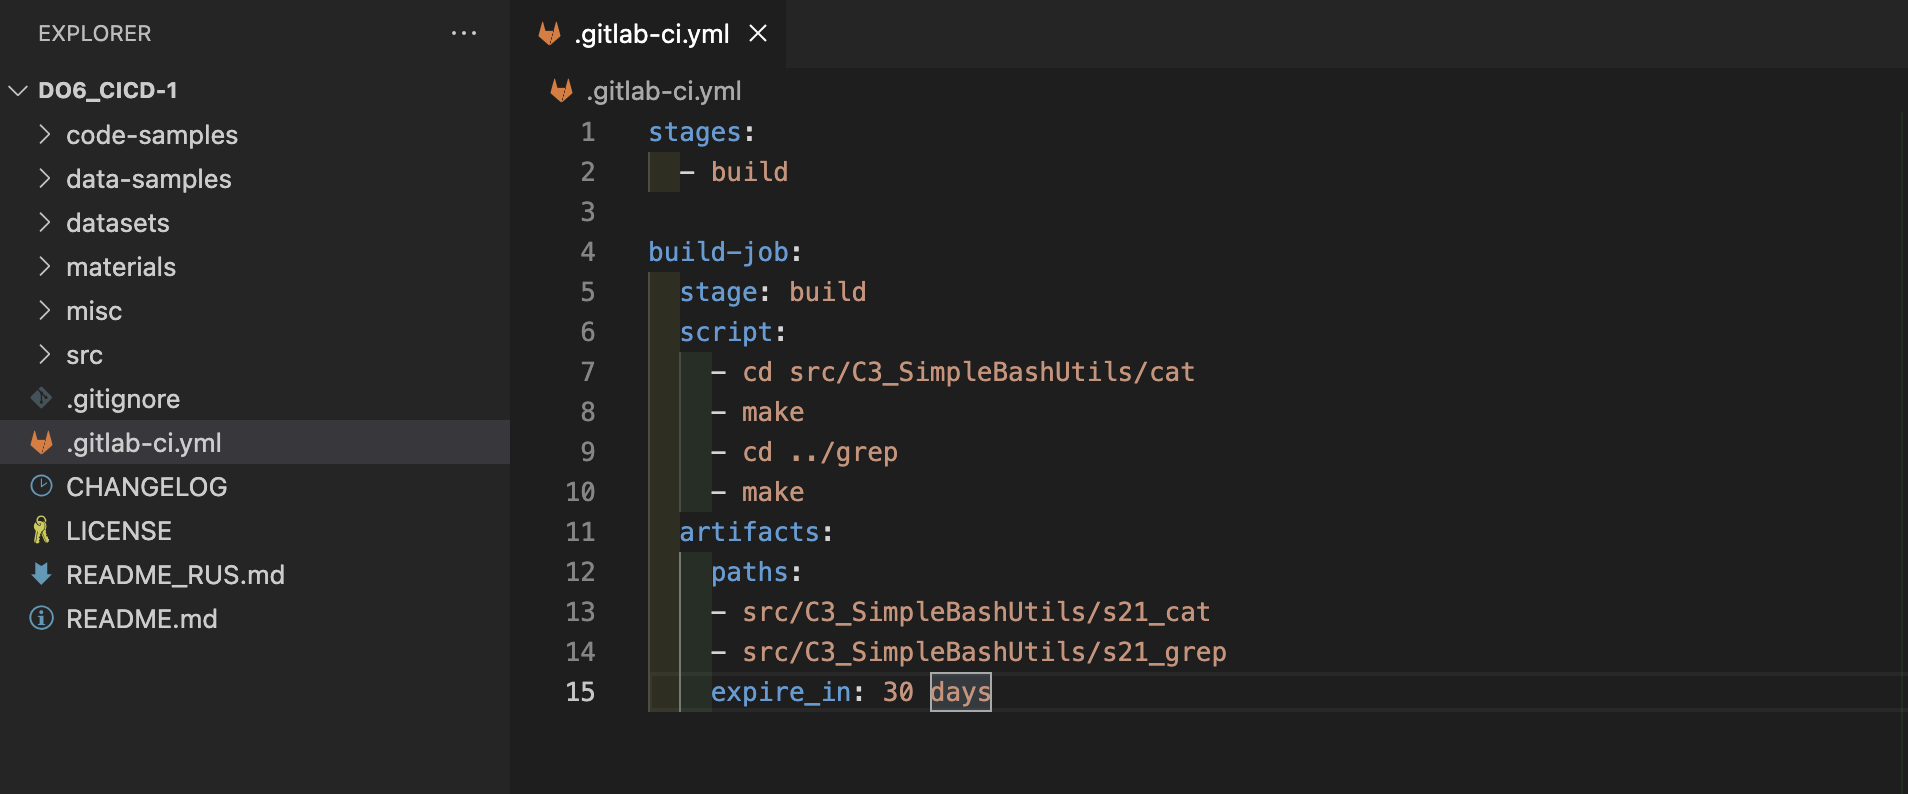 EXPLORER
DO6_CICD-1
code-samples
data-samples
datasets
materials
misc
src
.gitignore
.gitlab-ci.yml
CHANGELOG
LICENSE
README_RUS.md
README.md
.gitlab-ci.yml
.gitlab-ci.yml
1 stages:
2   - build
3
4 build-job:
5   stage: build
6   script:
7     - cd src/C3_SimpleBashUtils/cat
8     - make
9     - cd ../grep
10     - make
11   artifacts:
12     paths:
13     - src/C3_SimpleBashUtils/s21_cat
14     - src/C3_SimpleBashUtils/s21_grep
15     expire_in: 30 days